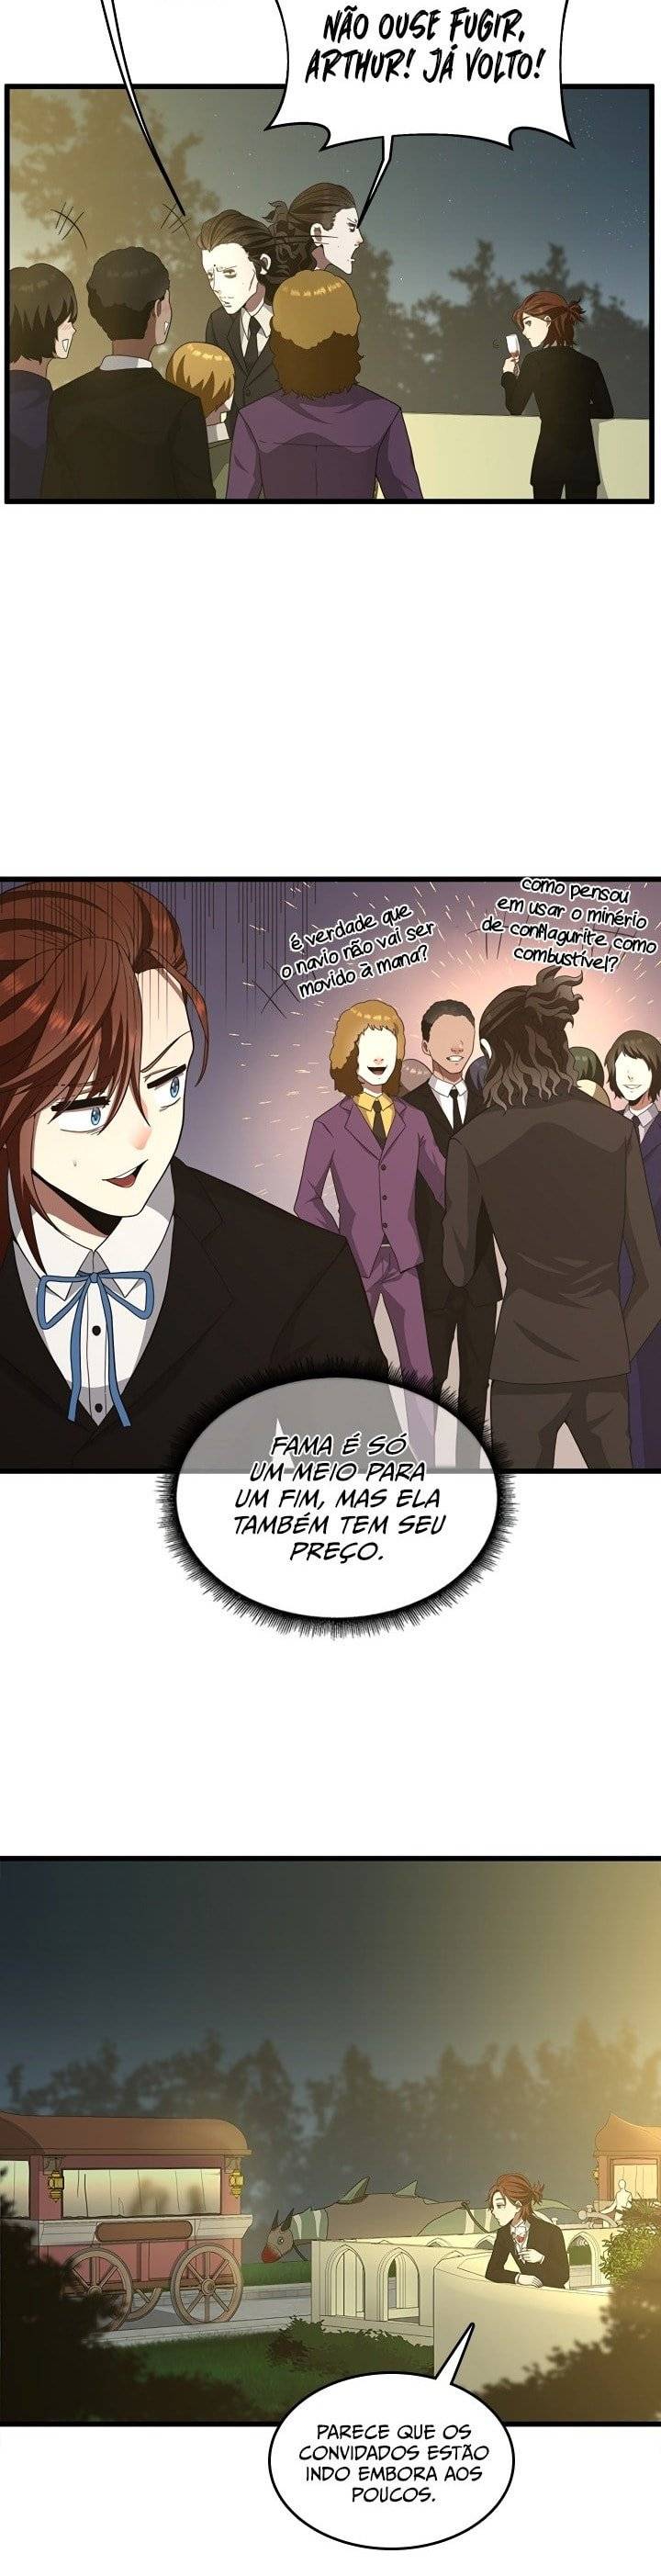 NÃO OUSE FUGIR,
ARTHUR! JÁ VOLTO!
é verdade que
o navio não vai ser
movido à mana?
como pensou
em usar o minério
de conflagurite como
combustível?
FAMA É SÓ
UM MEIO PARA
UM FIM, MAS ELA
TAMBÉM TEM SEU
PREÇO.
PARECE QUE OS
CONVIDADOS ESTÃO
INDO EMBORA AOS
POUCOS.